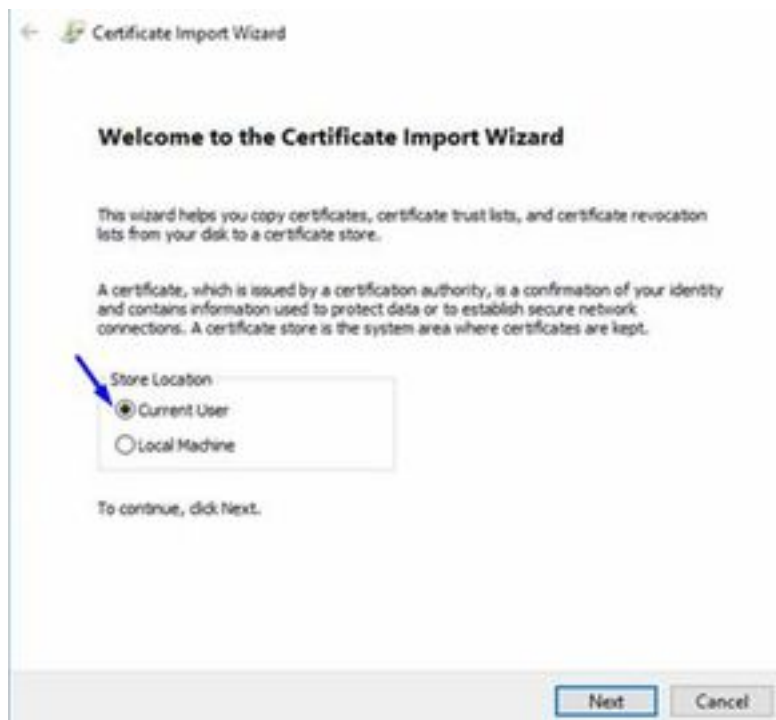 Certificate Import Wizard
Welcome to the Certificate Import Wizard
This wizard helps you copy certificates, certificate trust lists, and certificate revocation
lists from your disk to a certificate store.
A certificate, which is issued by a certification authority, is a confirmation of your identity
and contains information used to protect data or to establish secure network
connections. A certificate store is the system area where certificates are kept.
Store Location
Current User
Local Machine
To continue, click Next.
Next Cancel